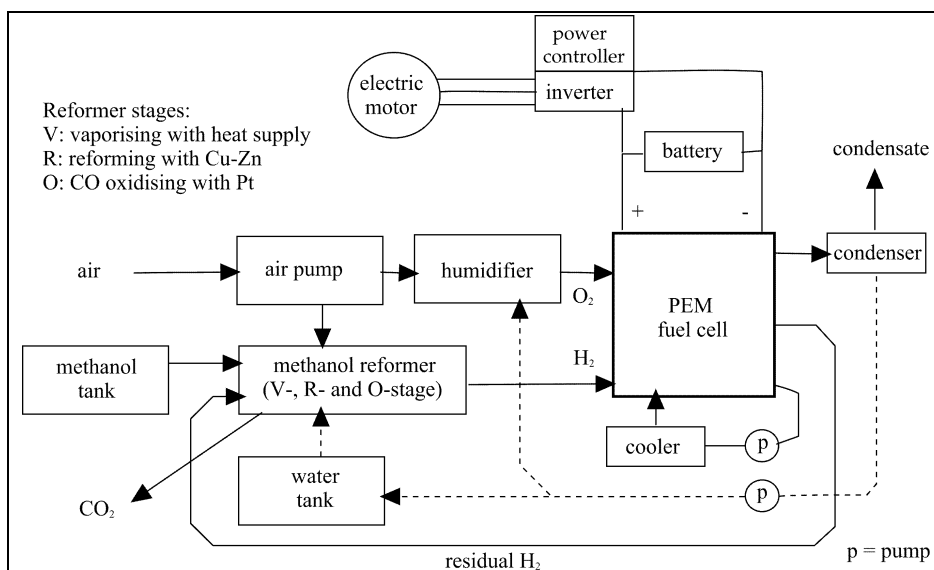 power
controller
electric
motor
inverter
Reformer stages:
V: vaporising with heat supply
R: reforming with Cu-Zn
O: CO oxidising with Pt
battery
condensate
+
-
air
air pump
humidifier
O₂
PEM
fuel cell
condenser
methanol
tank
methanol reformer
(V-, R- and O-stage)
H₂
cooler
p
water
tank
p
CO₂
residual H₂
p = pump